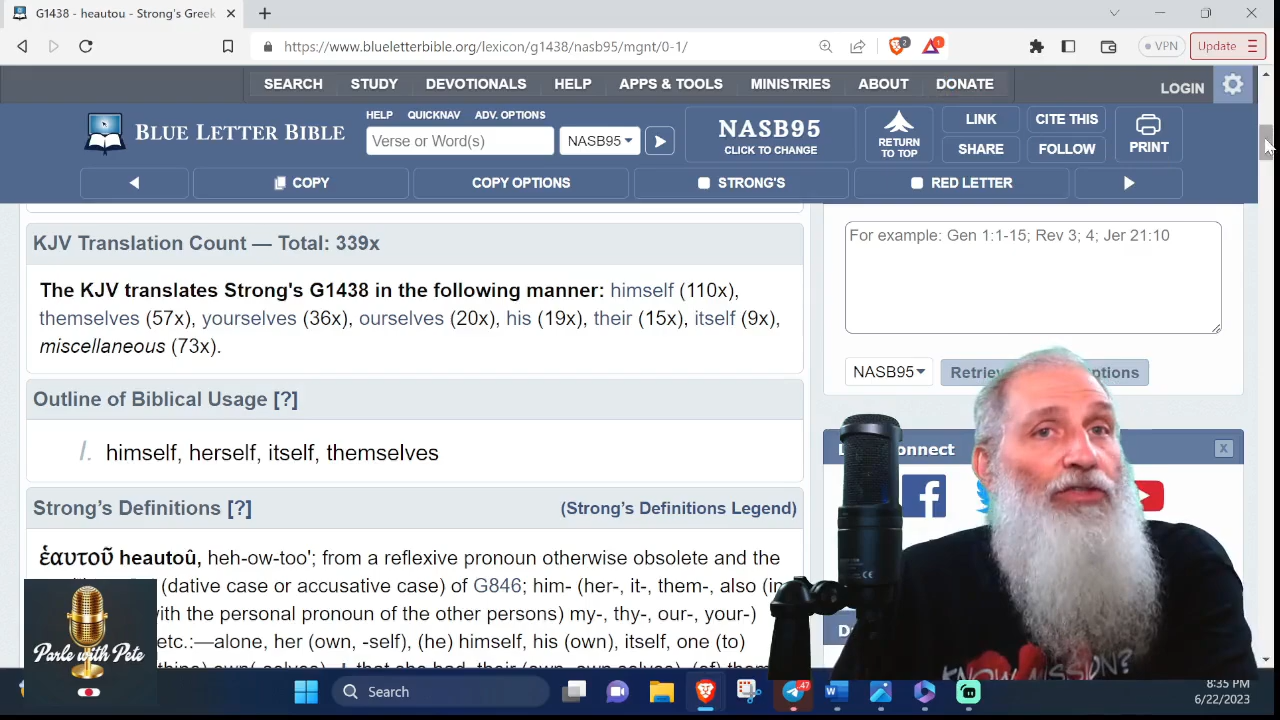 G1438 - heautou - Strong's Greek
https://www.blueletterbible.org/lexicon/g1438/nasb95/mgnt/0-1/
2
1
VPN
Update
SEARCH STUDY DEVOTIONALS HELP APPS & TOOLS MINISTRIES ABOUT DONATE
LOGIN
BLUE LETTER BIBLE
HELP QUICKNAV ADV. OPTIONS
Verse or Word(s)
NASB95
NASB95
CLICK TO CHANGE
RETURN
TO TOP
LINK
SHARE
CITE THIS
FOLLOW
PRINT
COPY
COPY OPTIONS
STRONG'S
RED LETTER
KJV Translation Count — Total: 339x
The KJV translates Strong's G1438 in the following manner: himself (110x),
themselves (57x), yourselves (36x), ourselves (20x), his (19x), their (15x), itself (9x),
miscellaneous (73x).
Outline of Biblical Usage [?]
I. himself, herself, itself, themselves
Strong's Definitions [?]
(Strong's Definitions Legend)
ἑαυτοῦ heautoû, heh-ow-too'; from a reflexive pronoun otherwise obsolete and the
(dative case or accusative case) of G846; him- (her-, it-, them-, also (in
with the personal pronoun of the other persons) my-, thy-, our-, your-)
etc.:—alone, her (own, -self), (he) himself, his (own), itself, one (to)
For example: Gen 1:1-15; Rev 3; 4; Jer 21:10
NASB95
X
Parle with Pete
KNOW MISSION?
Search
47
8:35 PM
6/22/2023